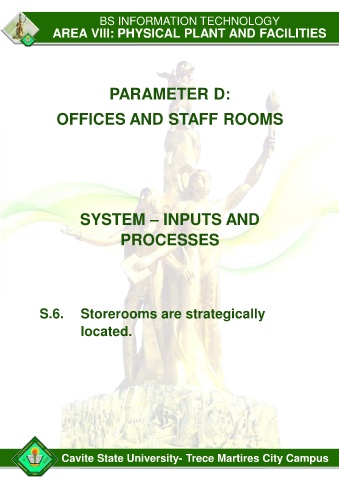 BS INFORMATION TECHNOLOGY
AREA VIII: PHYSICAL PLANT AND FACILITIES
PARAMETER D:
OFFICES AND STAFF ROOMS
SYSTEM – INPUTS AND
PROCESSES
S.6. Storerooms are strategically
located.
Cavite State University- Trece Martires City Campus